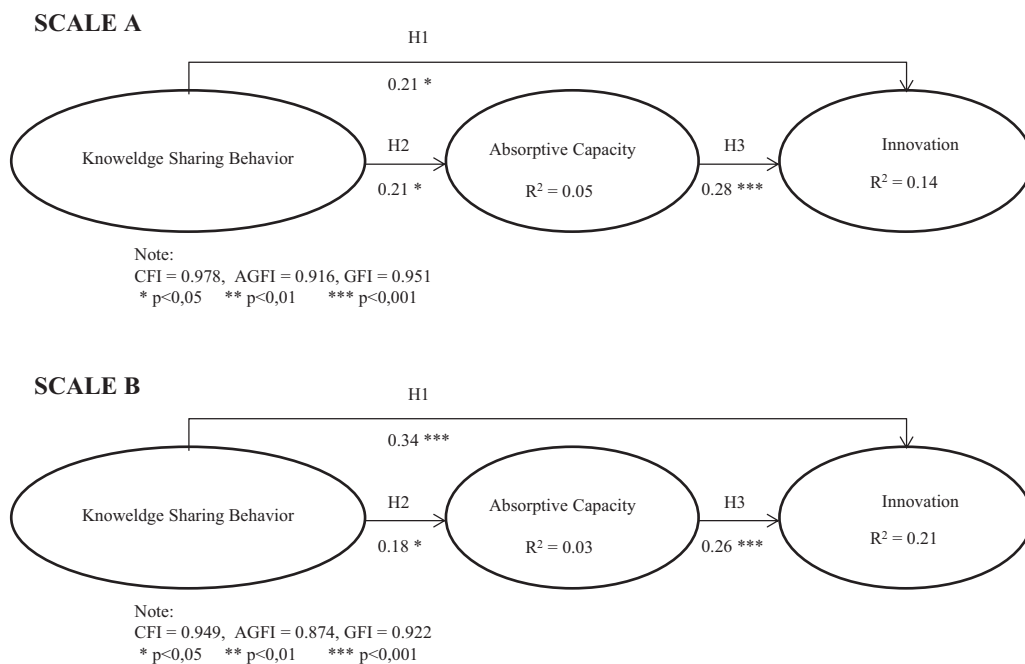 SCALE A
H1
0.21 *
Knoweldge Sharing Behavior
H2
0.21 *
Absorptive Capacity
R² = 0.05
H3
0.28 ***
Innovation
R² = 0.14
Note:
CFI = 0.978, AGFI = 0.916, GFI = 0.951
* p<0,05 ** p<0,01 *** p<0,001
SCALE B
H1
0.34 ***
Knoweldge Sharing Behavior
H2
0.18 *
Absorptive Capacity
R² = 0.03
H3
0.26 ***
Innovation
R² = 0.21
Note:
CFI = 0.949, AGFI = 0.874, GFI = 0.922
* p<0,05 ** p<0,01 *** p<0,001